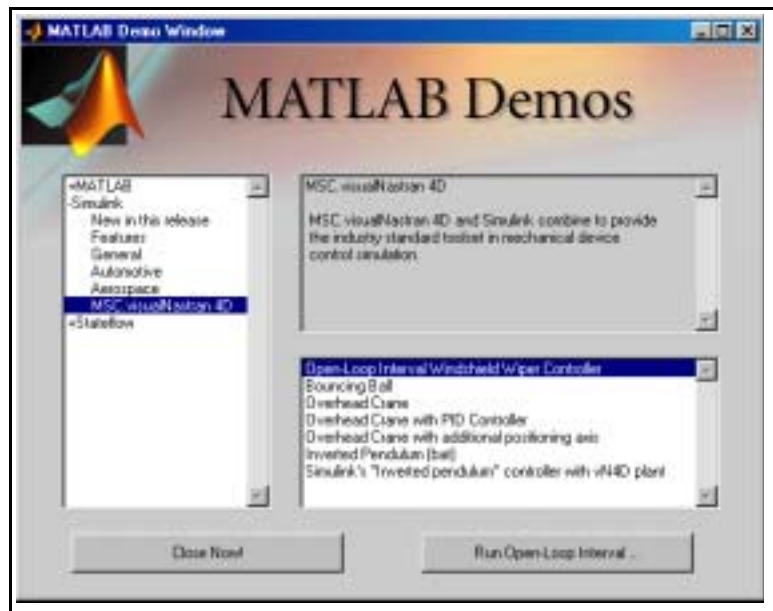 MATLAB Demo Window
MATLAB Demos
+MATLAB
-Simulink
New in this release
Features
General
Automotive
Aerospace
MSC.visualNastran 4D
+Stateflow
MSC.visualNastran 4D
MSC.visualNastran 4D and Simulink combine to provide
the industry standard toolset in mechanical device
control simulation.
Open-Loop Interval Windshield Wiper Controller
Bouncing Ball
Overhead Crane
Overhead Crane with PID Controller
Overhead Crane with additional positioning axis
Inverted Pendulum (bat)
Simulink's "Inverted pendulum" controller with vN4D plant
Close Now!
Run Open-Loop Interval ..